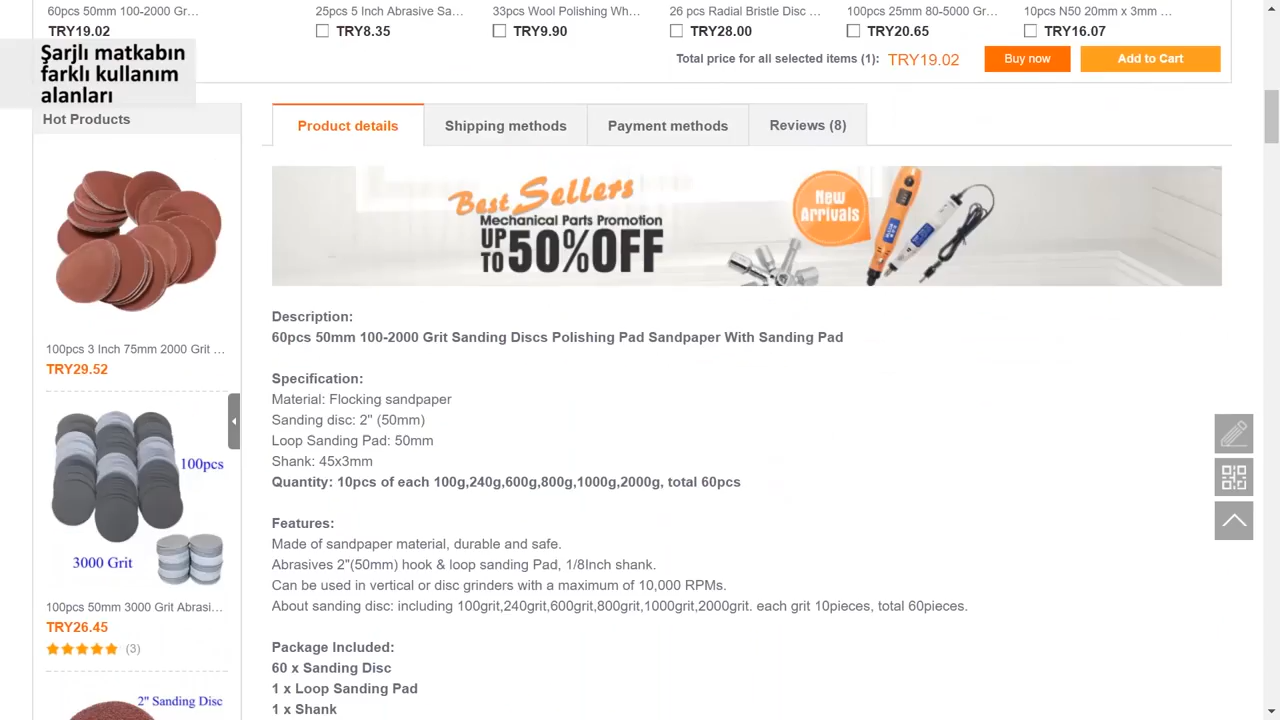 60pcs 50mm 100-2000 Gr...
25pcs 5 Inch Abrasive Sa...
33pcs Wool Polishing Wh...
26 pcs Radial Bristle Disc ...
100pcs 25mm 80-5000 Gr...
10pcs N50 20mm x 3mm ...
TRY19.02
TRY8.35
TRY9.90
TRY28.00
TRY20.65
TRY16.07
Şarjlı matkabın
farklı kullanım
alanları
Total price for all selected items (1): TRY19.02
Buy now
Add to Cart
Hot Products
Product details
Shipping methods
Payment methods
Reviews (8)
Best Sellers
Mechanical Parts Promotion
UP TO 50%OFF
New
Arrivals
100pcs 3 Inch 75mm 2000 Grit ...
TRY29.52
100pcs
3000 Grit
100pcs 50mm 3000 Grit Abrasi...
TRY26.45
(3)
2" Sanding Disc
Description:
60pcs 50mm 100-2000 Grit Sanding Discs Polishing Pad Sandpaper With Sanding Pad
Specification:
Material: Flocking sandpaper
Sanding disc: 2" (50mm)
Loop Sanding Pad: 50mm
Shank: 45x3mm
Quantity: 10pcs of each 100g,240g,600g,800g,1000g,2000g, total 60pcs
Features:
Made of sandpaper material, durable and safe.
Abrasives 2"(50mm) hook & loop sanding Pad, 1/8Inch shank.
Can be used in vertical or disc grinders with a maximum of 10,000 RPMs.
About sanding disc: including 100grit,240grit,600grit,800grit,1000grit,2000grit. each grit 10pieces, total 60pieces.
Package Included:
60 x Sanding Disc
1 x Loop Sanding Pad
1 x Shank